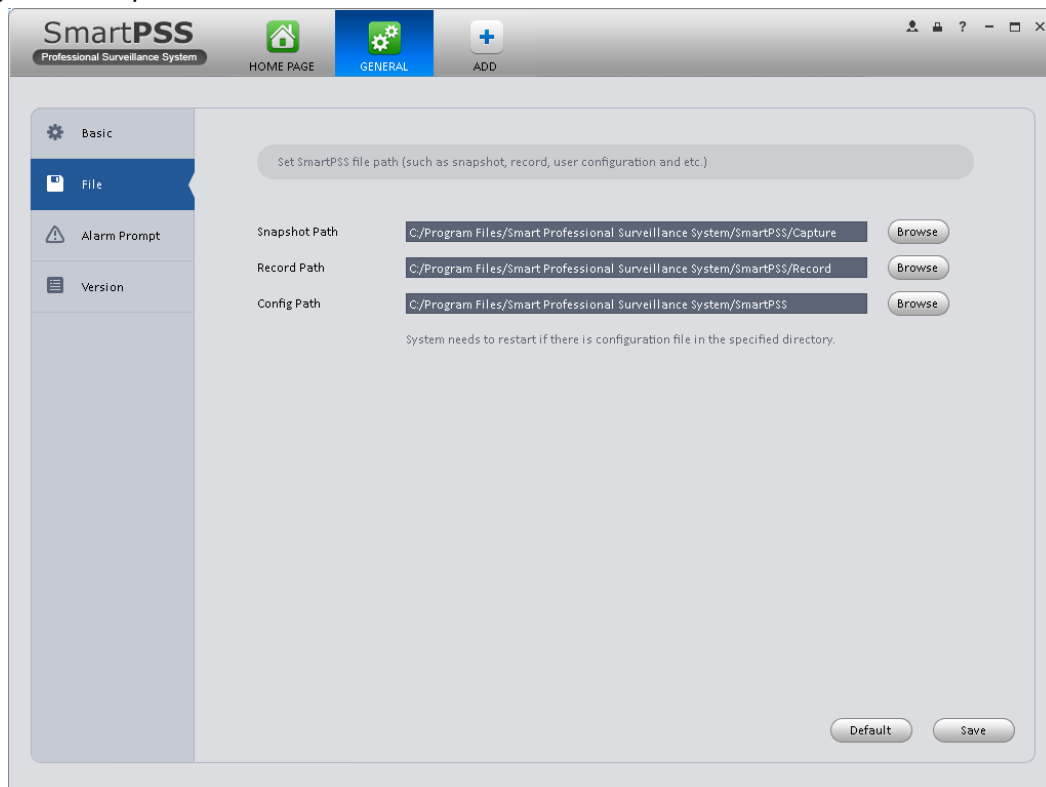 SmartPSS
Professional Surveillance System
HOME PAGE
GENERAL
ADD
?
Basic
File
Alarm Prompt
Version
Set SmartPSS file path (such as snapshot, record, user configuration and etc.)
Snapshot Path C:/Program Files/Smart Professional Surveillance System/SmartPSS/Capture Browse
Record Path C:/Program Files/Smart Professional Surveillance System/SmartPSS/Record Browse
Config Path C:/Program Files/Smart Professional Surveillance System/SmartPSS Browse
System needs to restart if there is configuration file in the specified directory.
Default Save